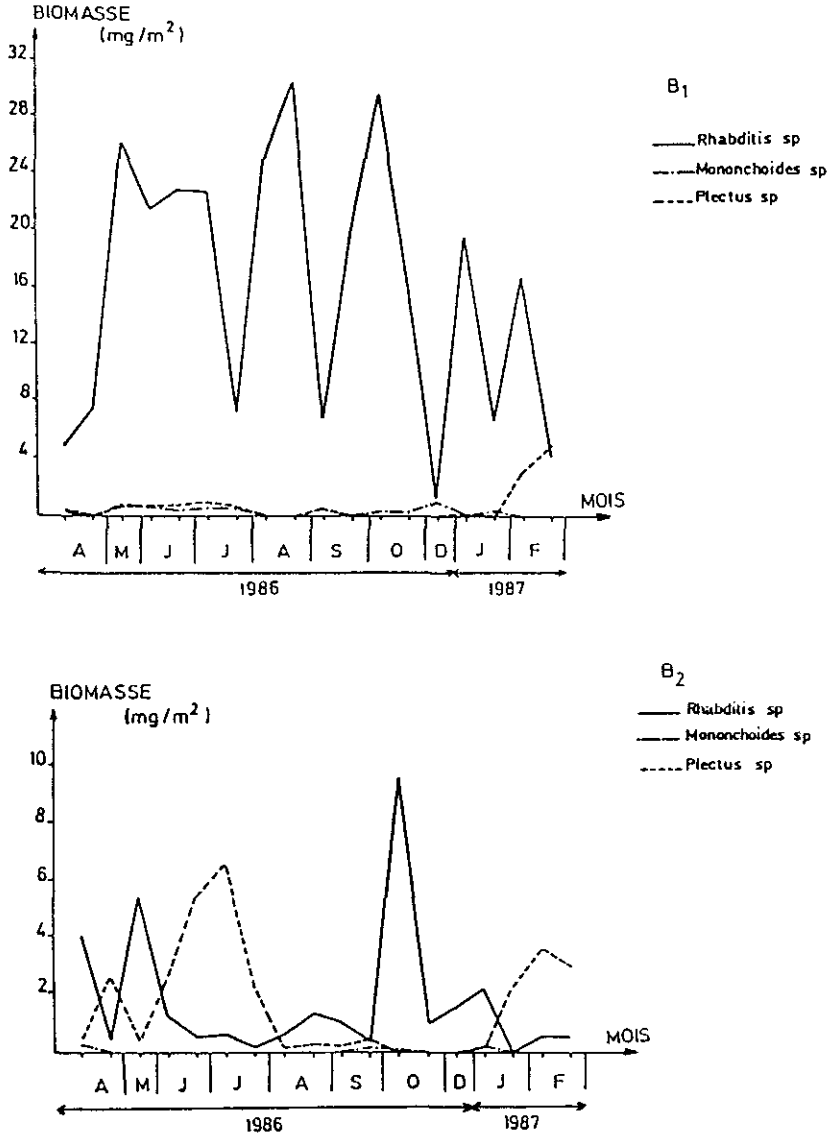 BIOMASSE
(mg/m²)
32
28
24
20
16
12
8
4
B₁
Rhabditis sp
Mononchoides sp
Plectus sp
MOIS
A M J J A S O D J F
1986 1987
B₂
BIOMASSE
(mg/m²)
Rhabditis sp
Mononchoides sp
Plectus sp
10
8
6
4
2
MOIS
A M J J A S O D J F
1986 1987